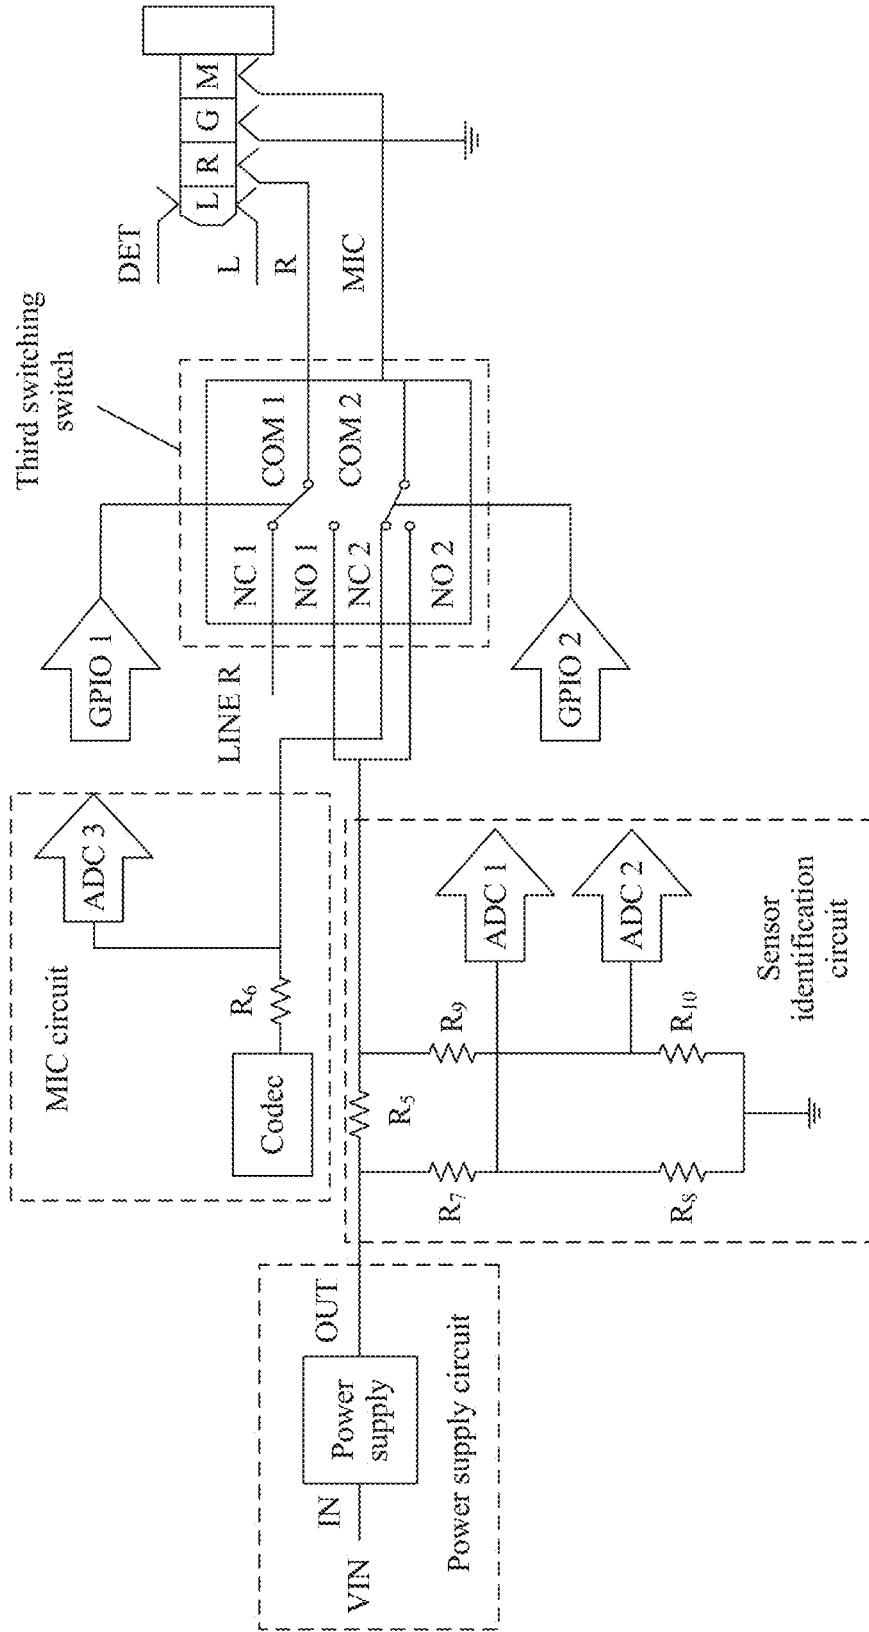 Third switching
switch
GPIO 1
DET
L
R
G
M
L
R
MIC
NC 1
COM 1
NO 1
NC 2
COM 2
NO 2
LINE R
GPIO 2
MIC circuit
ADC 3
R6
Codec
R5
R7
R9
ADC 1
ADC 2
R8
R10
Sensor
identification
circuit
VIN
IN
Power
supply
OUT
Power supply circuit